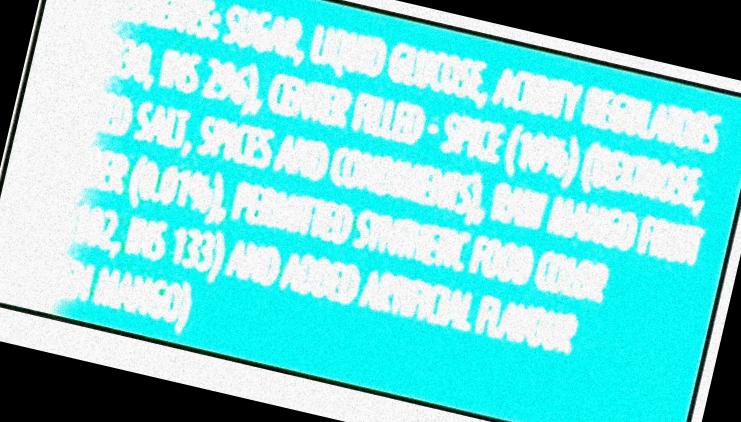 SUGAR, LIQUID GLUCOSE, ACIDITY REGULATORS
INS 296), CENTER FILLED - SPICE (10%) (DEXTROSE,
SALT, SPICES AND CONDIMENTS), RAW MANGO FRUIT
(0.01%), PERMITTED SYNTHETIC FOOD COLOR
INS 133) AND ADDED ARTIFICIAL FLAVOUR
MANGO)